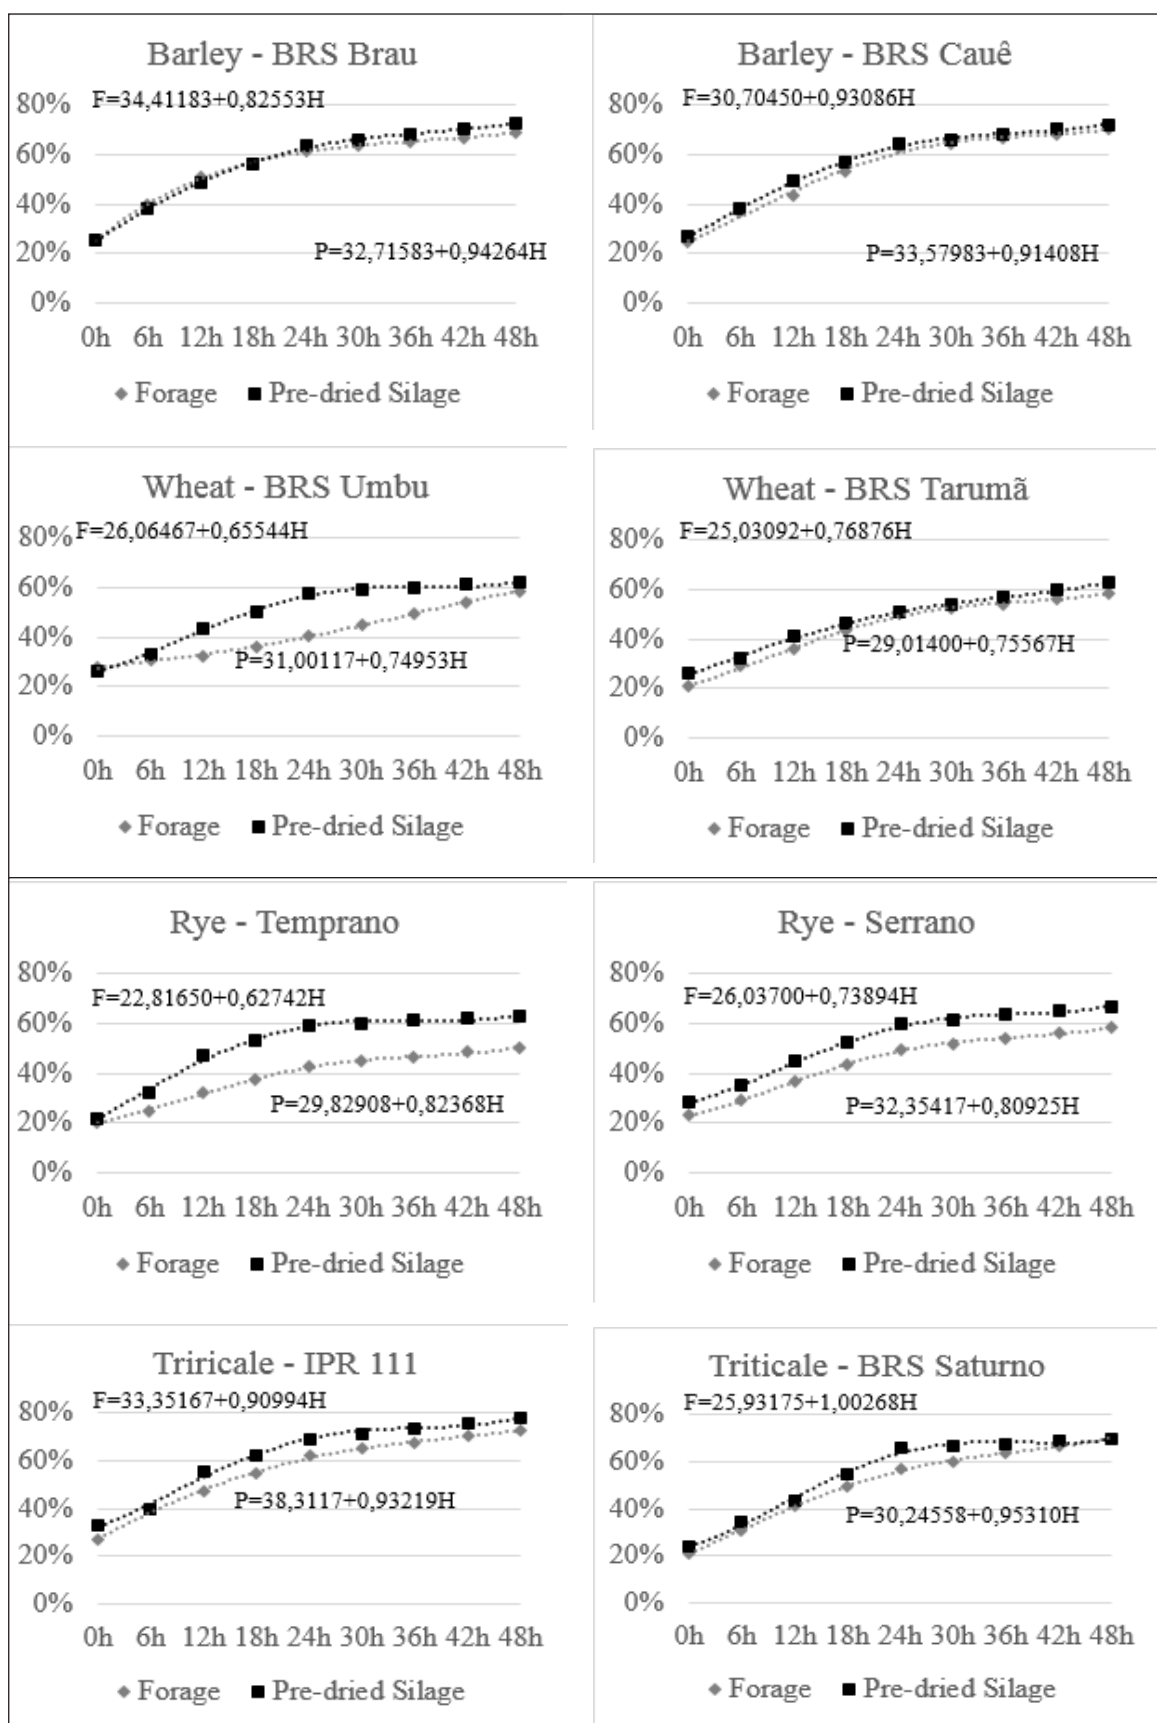 Barley - BRS Brau
F=34,41183+0,82553H
80%
60%
40%
20%
0%
P=32,71583+0,94264H
0h 6h 12h 18h 24h 30h 36h 42h 48h
Forage Pre-dried Silage
Barley - BRS Cauê
F=30,70450+0,93086H
80%
60%
40%
20%
0%
P=33,57983+0,91408H
0h 6h 12h 18h 24h 30h 36h 42h 48h
Forage Pre-dried Silage
Wheat - BRS Umbu
F=26,06467+0,65544H
80%
60%
40%
20%
0%
P=31,00117+0,74953H
0h 6h 12h 18h 24h 30h 36h 42h 48h
Forage Pre-dried Silage
Wheat - BRS Tarumã
F=25,03092+0,76876H
80%
60%
40%
20%
0%
P=29,01400+0,75567H
0h 6h 12h 18h 24h 30h 36h 42h 48h
Forage Pre-dried Silage
Rye - Temprano
80%
F=22,81650+0,62742H
60%
40%
20%
0%
P=29,82908+0,82368H
0h 6h 12h 18h 24h 30h 36h 42h 48h
Forage Pre-dried Silage
Rye - Serrano
80%
F=26,03700+0,73894H
60%
40%
20%
0%
P=32,35417+0,80925H
0h 6h 12h 18h 24h 30h 36h 42h 48h
Forage Pre-dried Silage
Triricale - IPR 111
F=33,35167+0,90994H
80%
60%
40%
20%
0%
P=38,3117+0,93219H
0h 6h 12h 18h 24h 30h 36h 42h 48h
Forage Pre-dried Silage
Triticale - BRS Saturno
F=25,93175+1,00268H
80%
60%
40%
20%
0%
P=30,24558+0,95310H
0h 6h 12h 18h 24h 30h 36h 42h 48h
Forage Pre-dried Silage